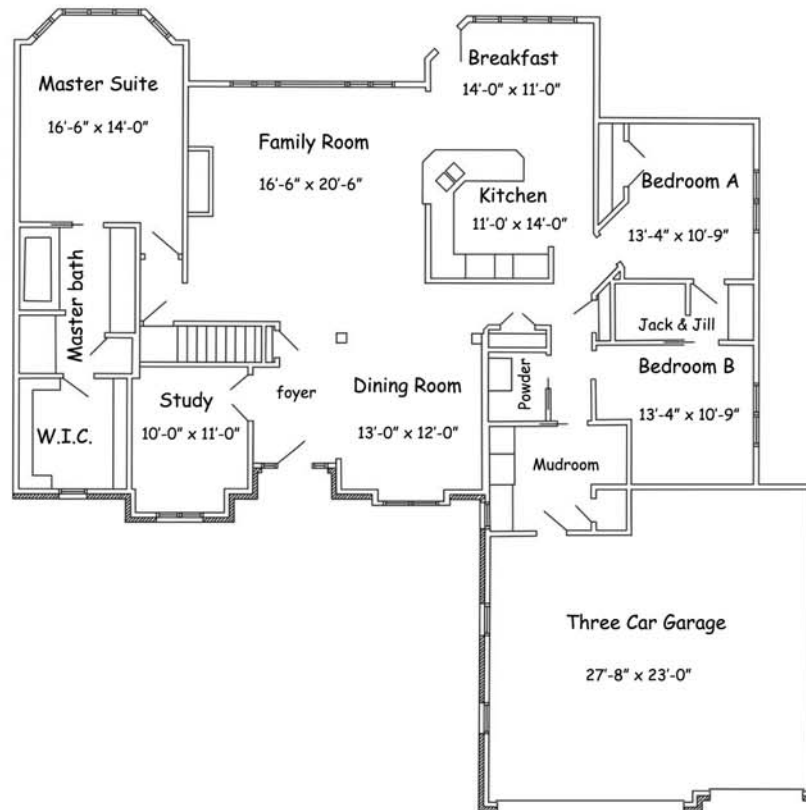 Master Suite
16'-6" x 14'-0"
Family Room
16'-6" x 20'-6"
Breakfast
14'-0" x 11'-0"
Kitchen
11'-0' x 14'-0"
Bedroom A
13'-4" x 10'-9"
Master bath
Jack & Jill
Bedroom B
13'-4" x 10'-9"
W.I.C.
Study
10'-0" x 11'-0"
foyer
Dining Room
13'-0" x 12'-0"
Powder
Mudroom
Three Car Garage
27'-8" x 23'-0"